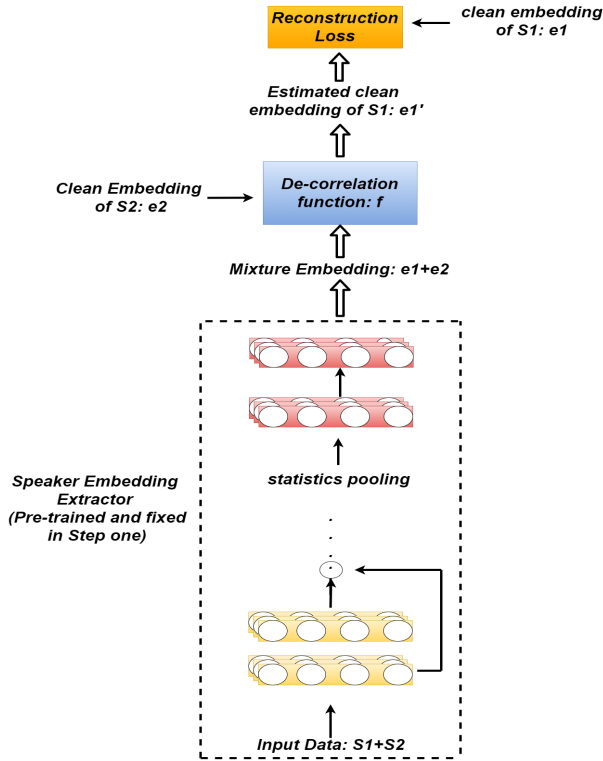 Reconstruction
Loss
clean embedding
of S1: e1
Estimated clean
embedding of S1: e1'
Clean Embedding
of S2: e2
De-correlation
function: f
Mixture Embedding: e1+e2
Speaker Embedding
Extractor
(Pre-trained and fixed
in Step one)
statistics pooling
Input Data: S1+S2